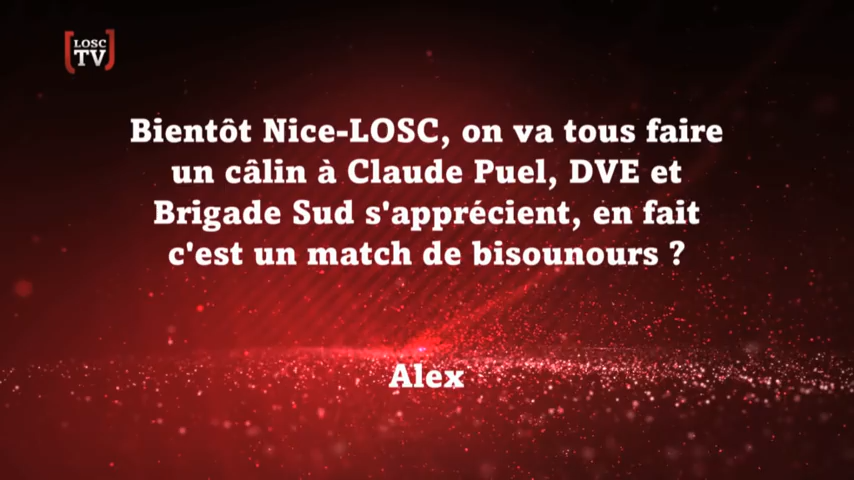 LOSC
TV
Bientôt Nice-LOSC, on va tous faire
un câlin à Claude Puel, DVE et
Brigade Sud s'apprécient, en fait
c'est un match de bisounours ?
Alex